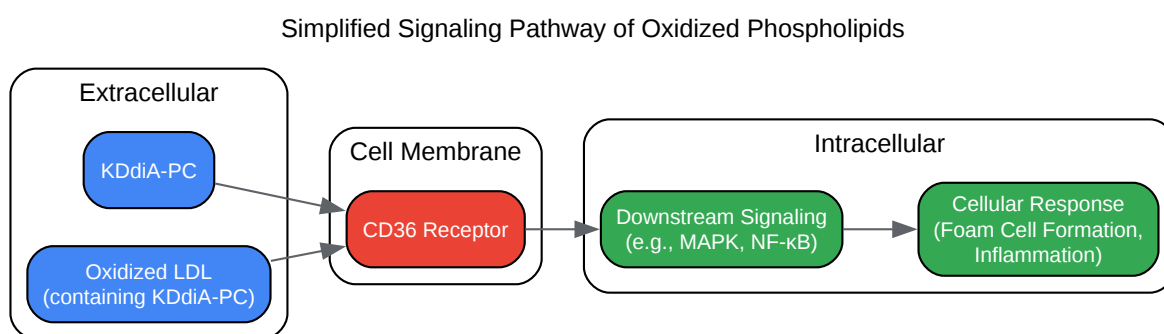 Simplified Signaling Pathway of Oxidized Phospholipids
Extracellular
KDdiA-PC
Oxidized LDL
(containing KDdiA-PC)
Cell Membrane
CD36 Receptor
Intracellular
Downstream Signaling
(e.g., MAPK, NF-κB)
Cellular Response
(Foam Cell Formation,
Inflammation)